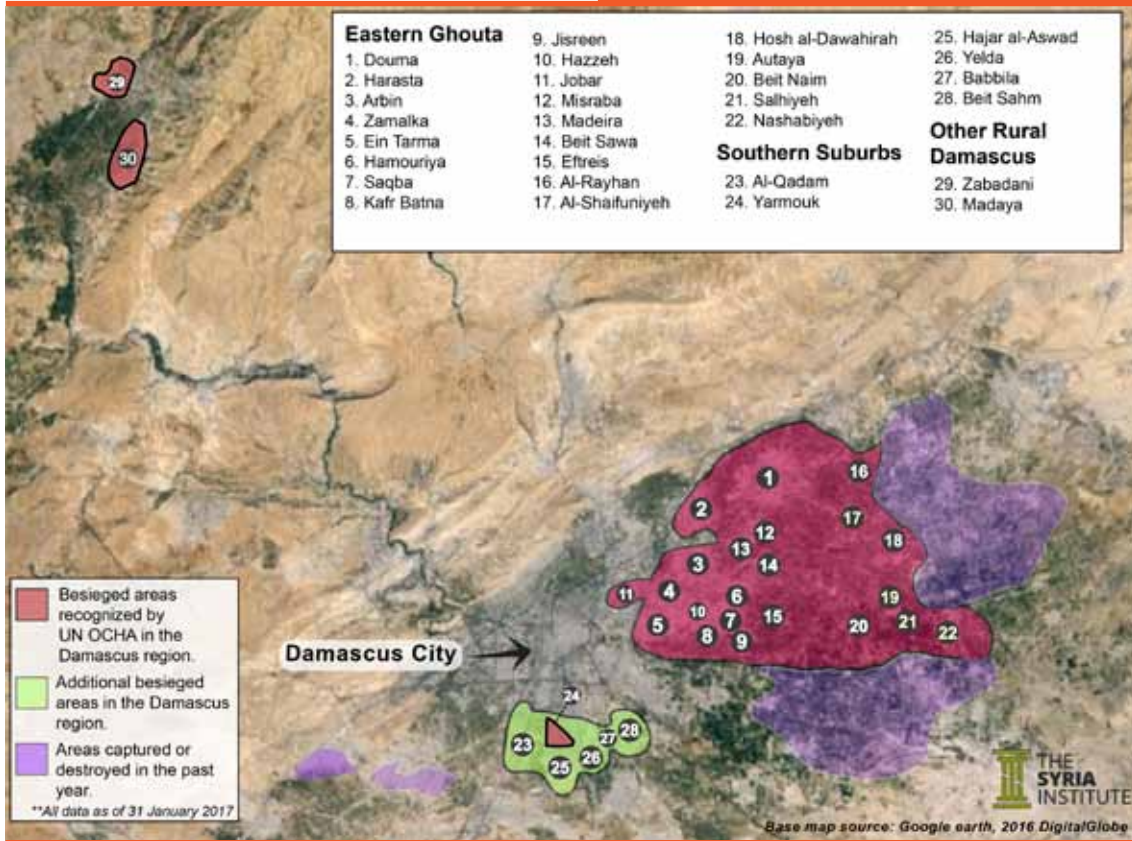 Eastern Ghouta
1. Douma
2. Harasta
3. Arbin
4. Zamalka
5. Ein Tarma
6. Hamouriya
7. Saqba
8. Kafr Batna
9. Jisreen
10. Hazzeh
11. Jobar
12. Misraba
13. Madeira
14. Beit Sawa
15. Eftreis
16. Al-Rayhan
17. Al-Shaifuniyeh
18. Hosh al-Dawahirah
19. Autaya
20. Beit Naim
21. Salhiyeh
22. Nashabiyeh
Southern Suburbs
23. Al-Qadam
24. Yarmouk
25. Hajar al-Aswad
26. Yelda
27. Babbila
28. Beit Sahm
Other Rural
Damascus
29. Zabadani
30. Madaya
29
30
1
16
2
17
12
18
13
3
14
11
4
6
19
10
5
7
15
20
21
22
8
9
Damascus City
24
23
27
28
26
25
Besieged areas
recognized by
UN OCHA in the
Damascus region.
Additional besieged
areas in the Damascus
region.
Areas captured or
destroyed in the past
year.
**All data as of 31 January 2017
THE
SYRIA
INSTITUTE
Base map source: Google earth, 2016 DigitalGlobe